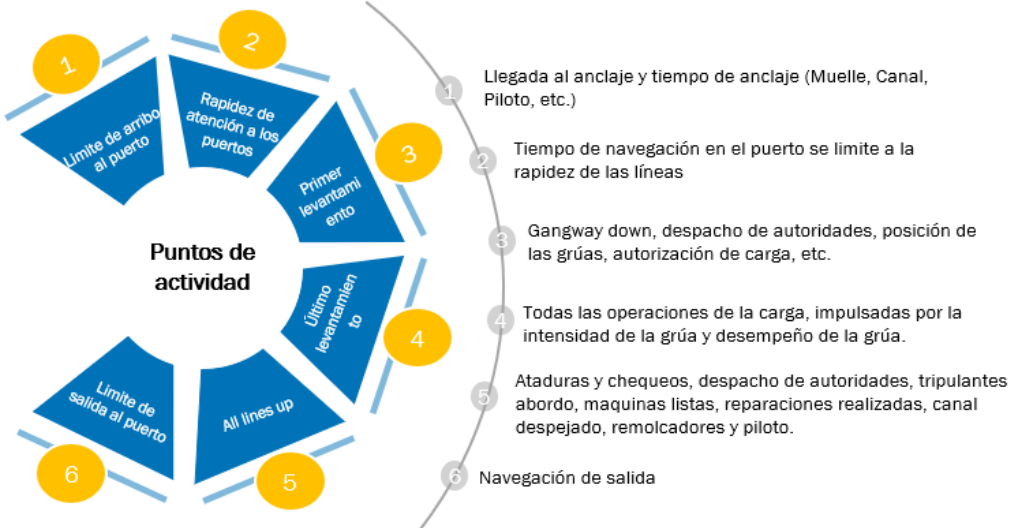 1
Limite de arribo
al puerto
2
Rapidez de
atención a los
puertos
3
Primer
levantami
ento
4
Último
levantamien
to
5
All lines up
6
Limite de
salida al puerto
Puntos de
actividad
1
Llegada al anclaje y tiempo de anclaje (Muelle, Canal,
Piloto, etc.)
2
Tiempo de navegación en el puerto se limite a la
rapidez de las líneas
3
Gangway down, despacho de autoridades, posición de
las grúas, autorización de carga, etc.
4
Todas las operaciones de la carga, impulsadas por la
intensidad de la grúa y desempeño de la grúa.
5
Ataduras y chequeos, despacho de autoridades, tripulantes
abordo, maquinas listas, reparaciones realizadas, canal
despejado, remolcadores y piloto.
6
Navegación de salida